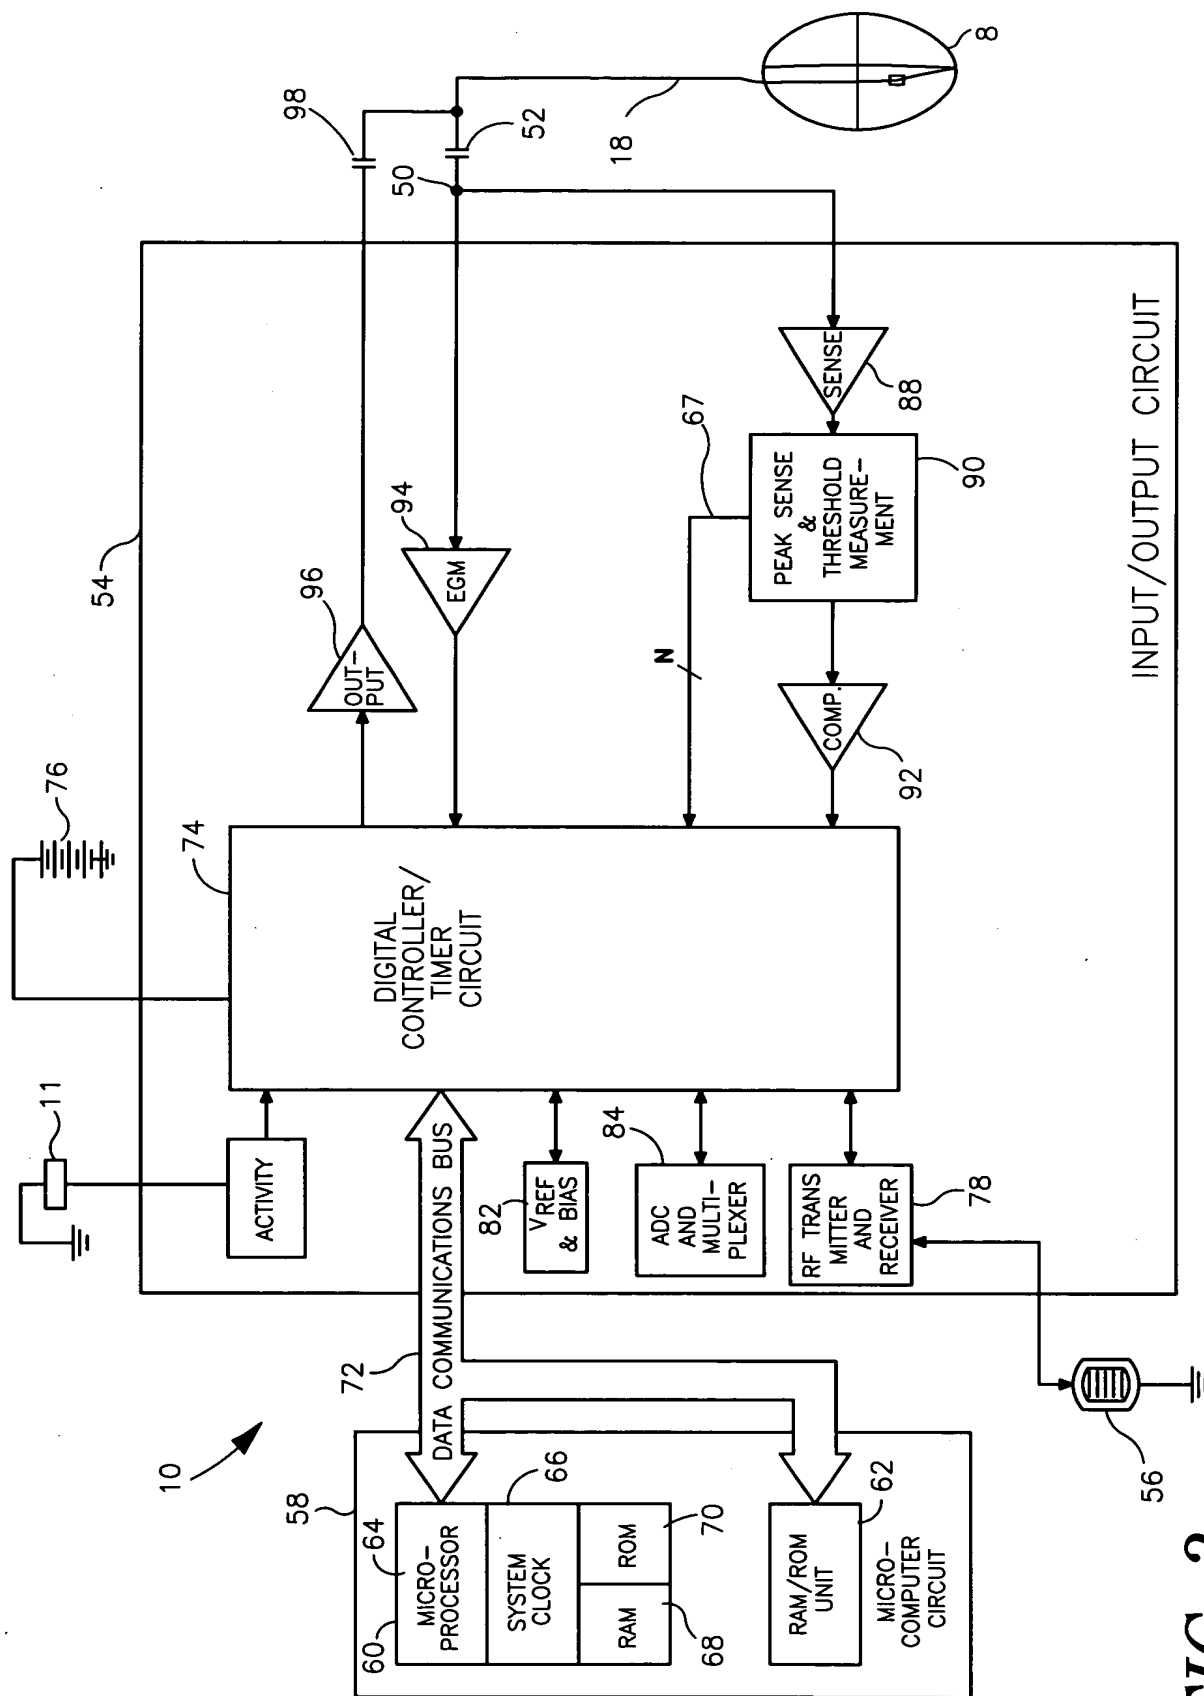 10
58
60
64
MICRO-
PROCESSOR
66
SYSTEM
CLOCK
RAM
ROM
68
70
RAM/ROM
UNIT
62
MICRO-
COMPUTER
CIRCUIT
72
DATA COMMUNICATIONS BUS
56
11
ACTIVITY
82
VREF
& BIAS
84
ADC
AND
MULTI-
PLEXER
RF TRANS
MITTER
AND
RECEIVER
78
76
74
DIGITAL
CONTROLLER/
TIMER
CIRCUIT
54
96
OUT-
PUT
94
EGM
N
67
COMP.
92
PEAK SENSE
&
THRESHOLD
MEASURE-
MENT
90
SENSE
88
INPUT/OUTPUT CIRCUIT
98
50
52
18
8